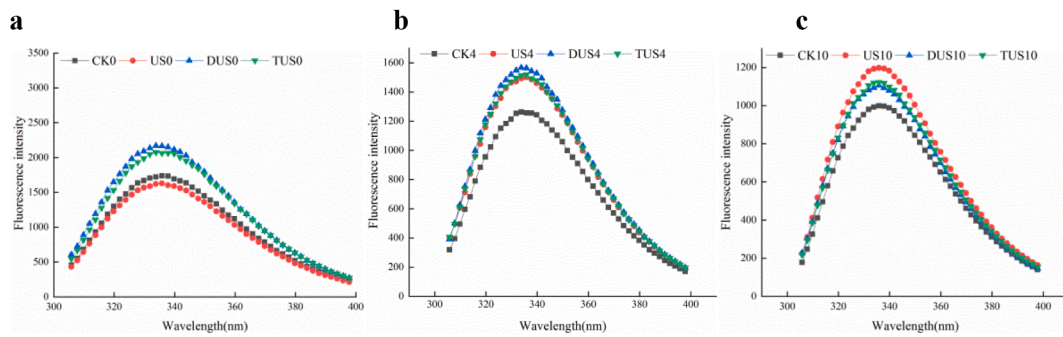 a
CK0 US0 DUS0 TUS0
Fluorescence intensity
3500
3000
2500
2000
1500
1000
500
0
300 320 340 360 380 400
Wavelength(nm)
b
CK4 US4 DUS4 TUS4
Fluorescence intensity
1600
1400
1200
1000
800
600
400
200
0
300 320 340 360 380 400
Wavelength(nm)
c
CK10 US10 DUS10 TUS10
Fluorescence intensity
1200
1000
800
600
400
200
0
300 320 340 360 380 400
Wavelength(nm)